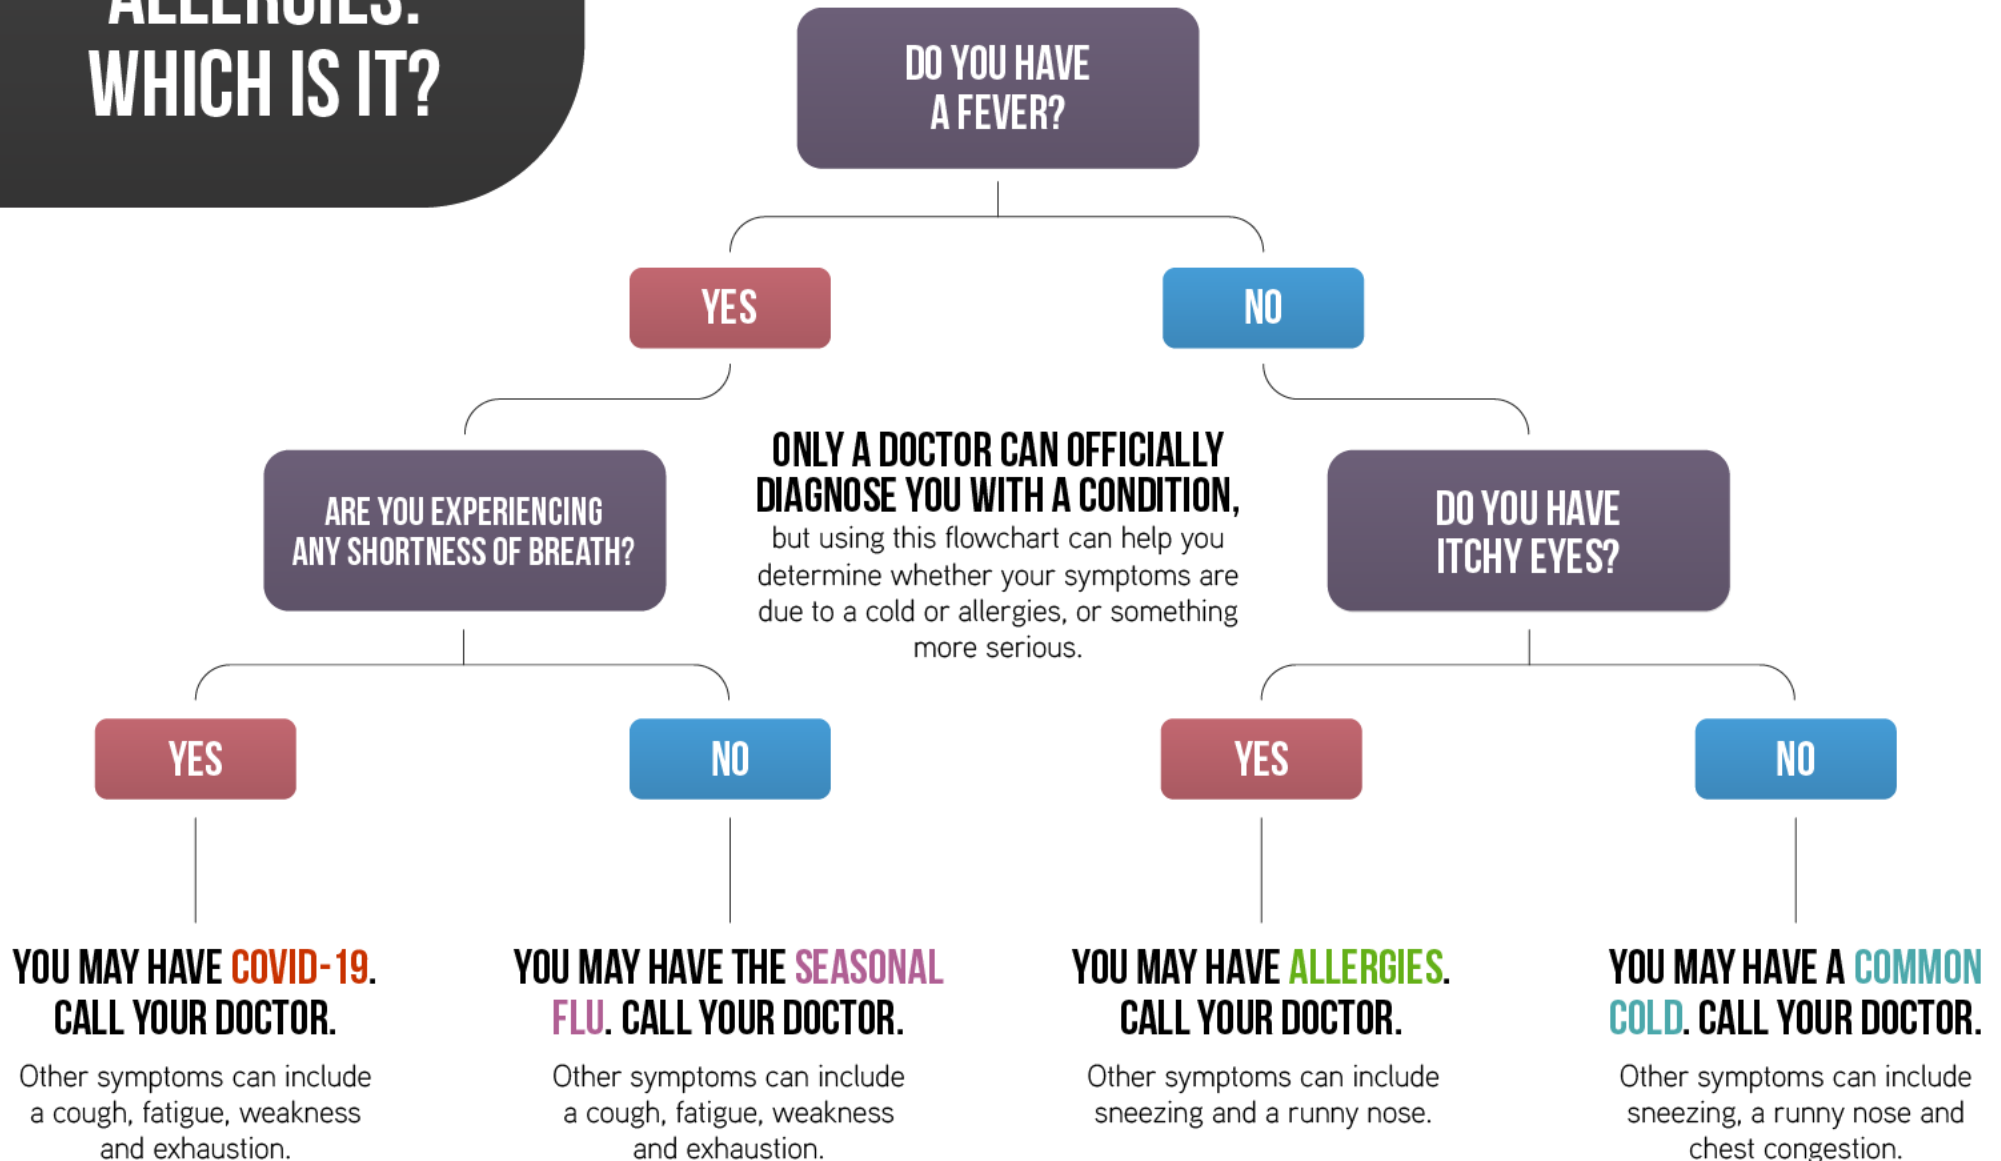 ALLERGIES:
WHICH IS IT?
DO YOU HAVE
A FEVER?
YES
NO
ARE YOU EXPERIENCING
ANY SHORTNESS OF BREATH?
ONLY A DOCTOR CAN OFFICIALLY
DIAGNOSE YOU WITH A CONDITION,
but using this flowchart can help you
determine whether your symptoms are
due to a cold or allergies, or something
more serious.
DO YOU HAVE
ITCHY EYES?
YES
NO
YES
NO
YOU MAY HAVE COVID-19.
CALL YOUR DOCTOR.
Other symptoms can include
a cough, fatigue, weakness
and exhaustion.
YOU MAY HAVE THE SEASONAL
FLU. CALL YOUR DOCTOR.
Other symptoms can include
a cough, fatigue, weakness
and exhaustion.
YOU MAY HAVE ALLERGIES.
CALL YOUR DOCTOR.
Other symptoms can include
sneezing and a runny nose.
YOU MAY HAVE A COMMON
COLD. CALL YOUR DOCTOR.
Other symptoms can include
sneezing, a runny nose and
chest congestion.